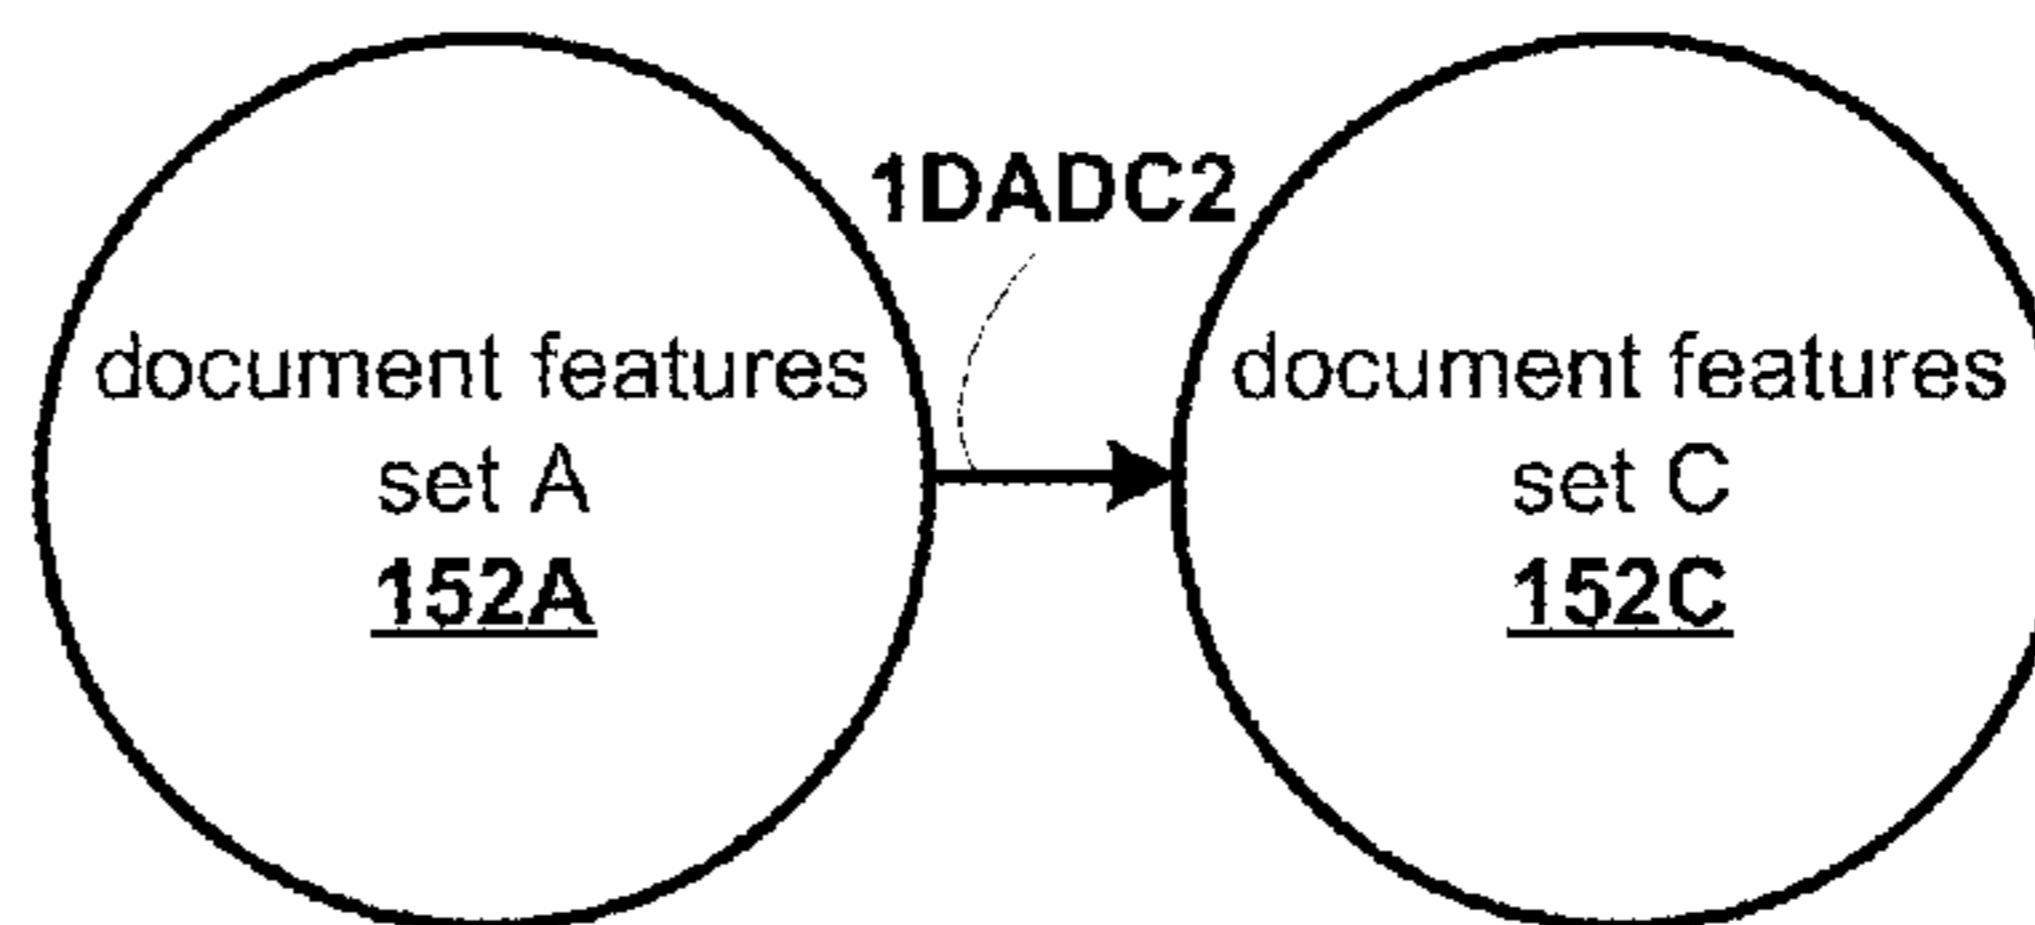 1DADC2
document features
set A
152A
document features
set C
152C